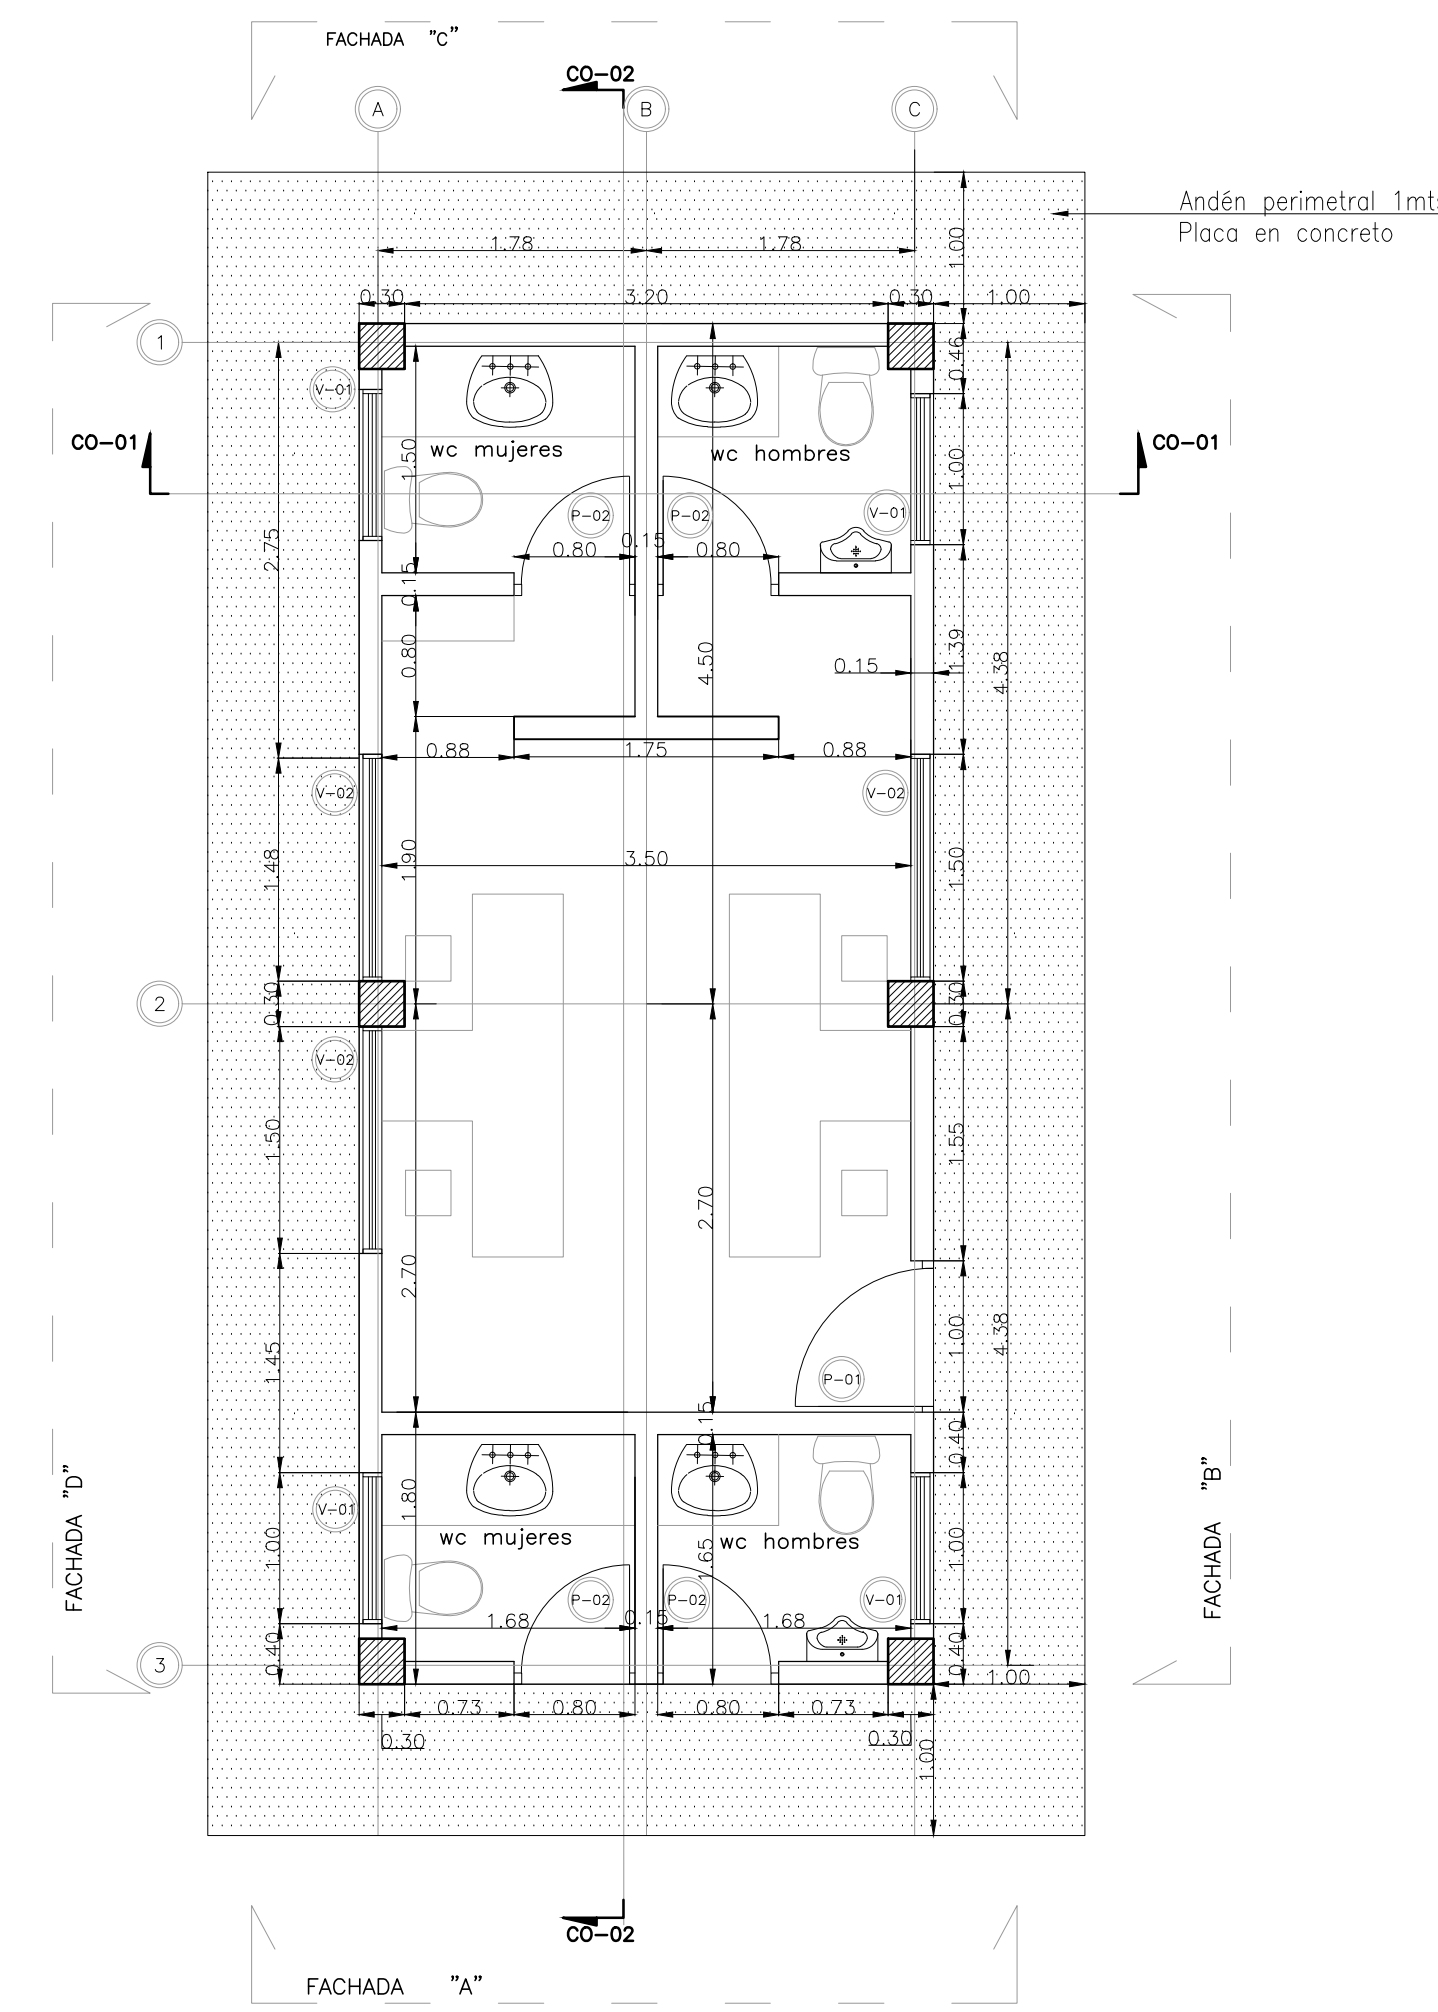 FACHADA "C"
CO-02
A
B
C
Andén perimetral 1mt
Placa en concreto
1.78
1.78
1.00
0.30
3.20
0.30
1.00
1
0.46
V-01
CO-01
CO-01
wc mujeres
wc hombres
1.50
1.00
P-02
P-02
V-01
2.75
0.80
0.15
0.80
0.15
0.80
4.50
0.15
1.39
4.38
0.88
1.75
0.88
V-02
V-02
1.48
1.90
3.50
1.50
2
0.30
0.30
V-02
1.50
1.55
2.70
2.70
1.45
1.00
4.38
P-01
0.15
0.40
FACHADA "D"
FACHADA "B"
V-01
1.80
wc mujeres
wc hombres
1.00
1.65
1.00
P-02
P-02
V-01
1.68
0.15
1.68
3
0.40
0.40
1.00
0.73
0.80
0.80
0.73
0.30
0.30
1.00
CO-02
FACHADA "A"